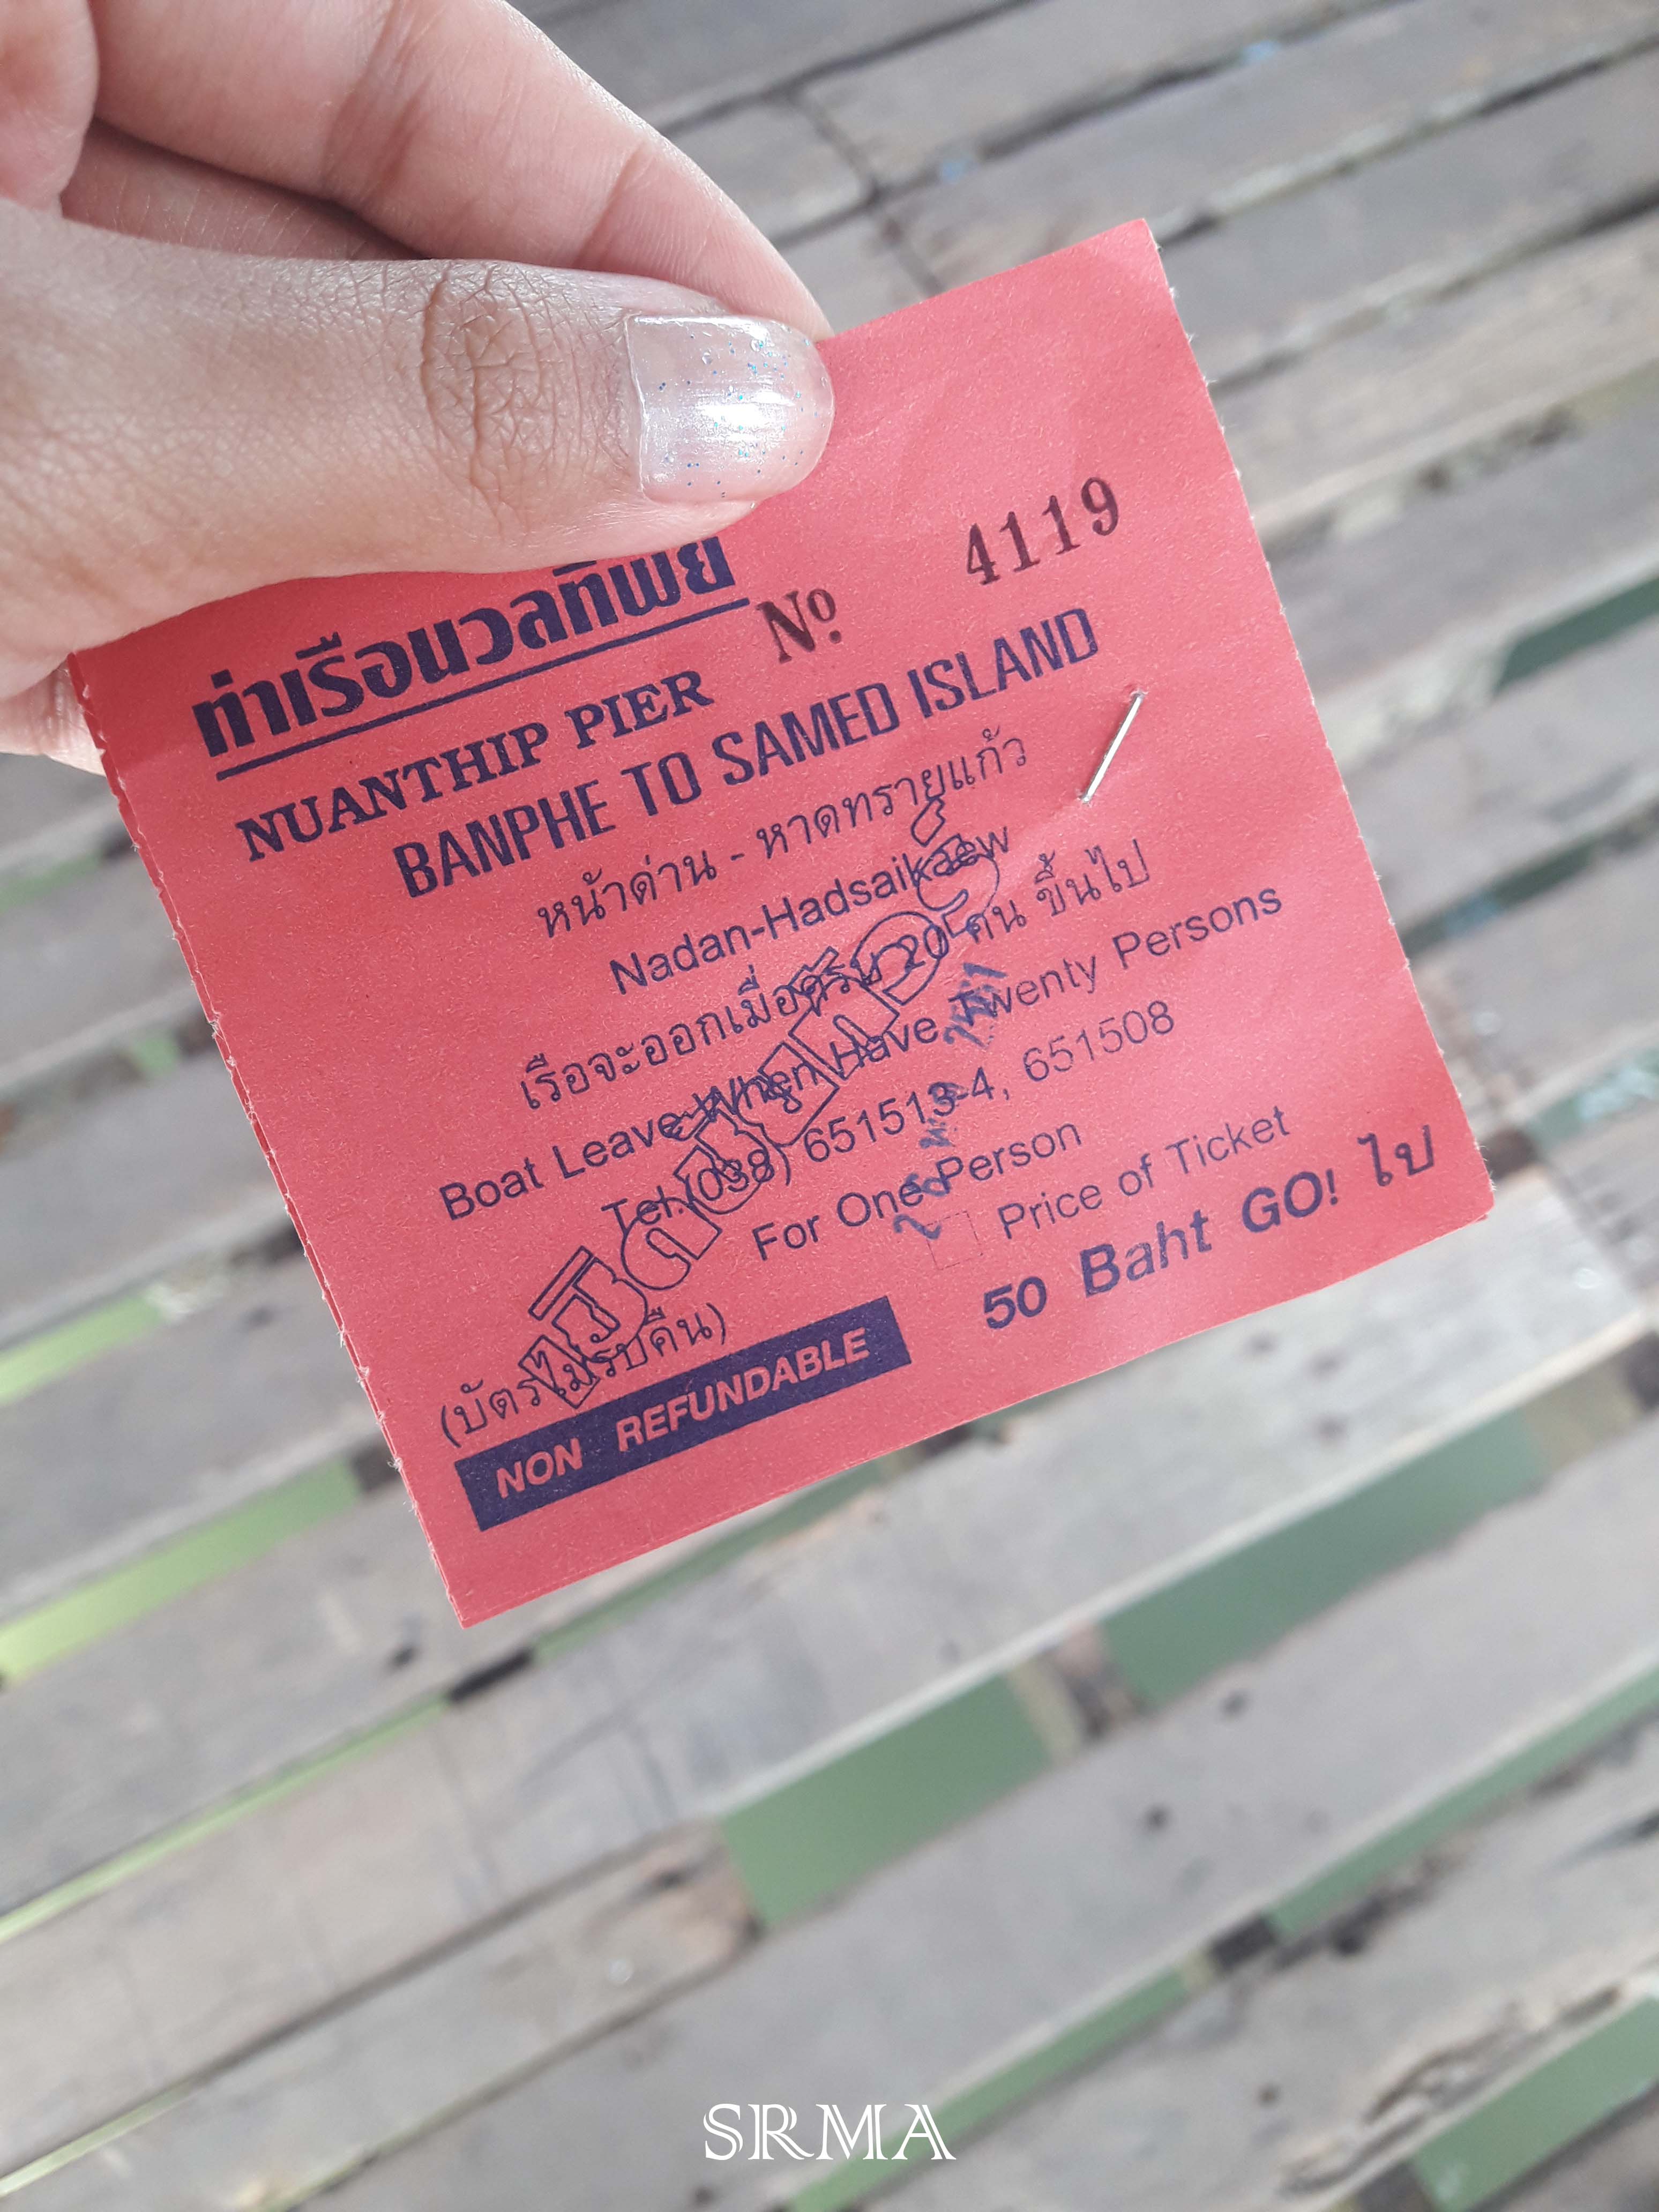 ท่าเรือนวลทิพย์
NUANTHIP PIER Nº 4119
BANPHE TO SAMED ISLAND
หน้าด่าน - หาดทรายแก้ว
Nadan-Hadsaikaew
เรือจะออกเมื่อครบ 20 คน ขึ้นไป
Boat Leave When Have Twenty Persons
Tel.(038) 651513-4, 651508
For One Person
Price of Ticket
(บัตรไม่รับคืน)
NON REFUNDABLE
50 Baht GO! ไป
SRMA